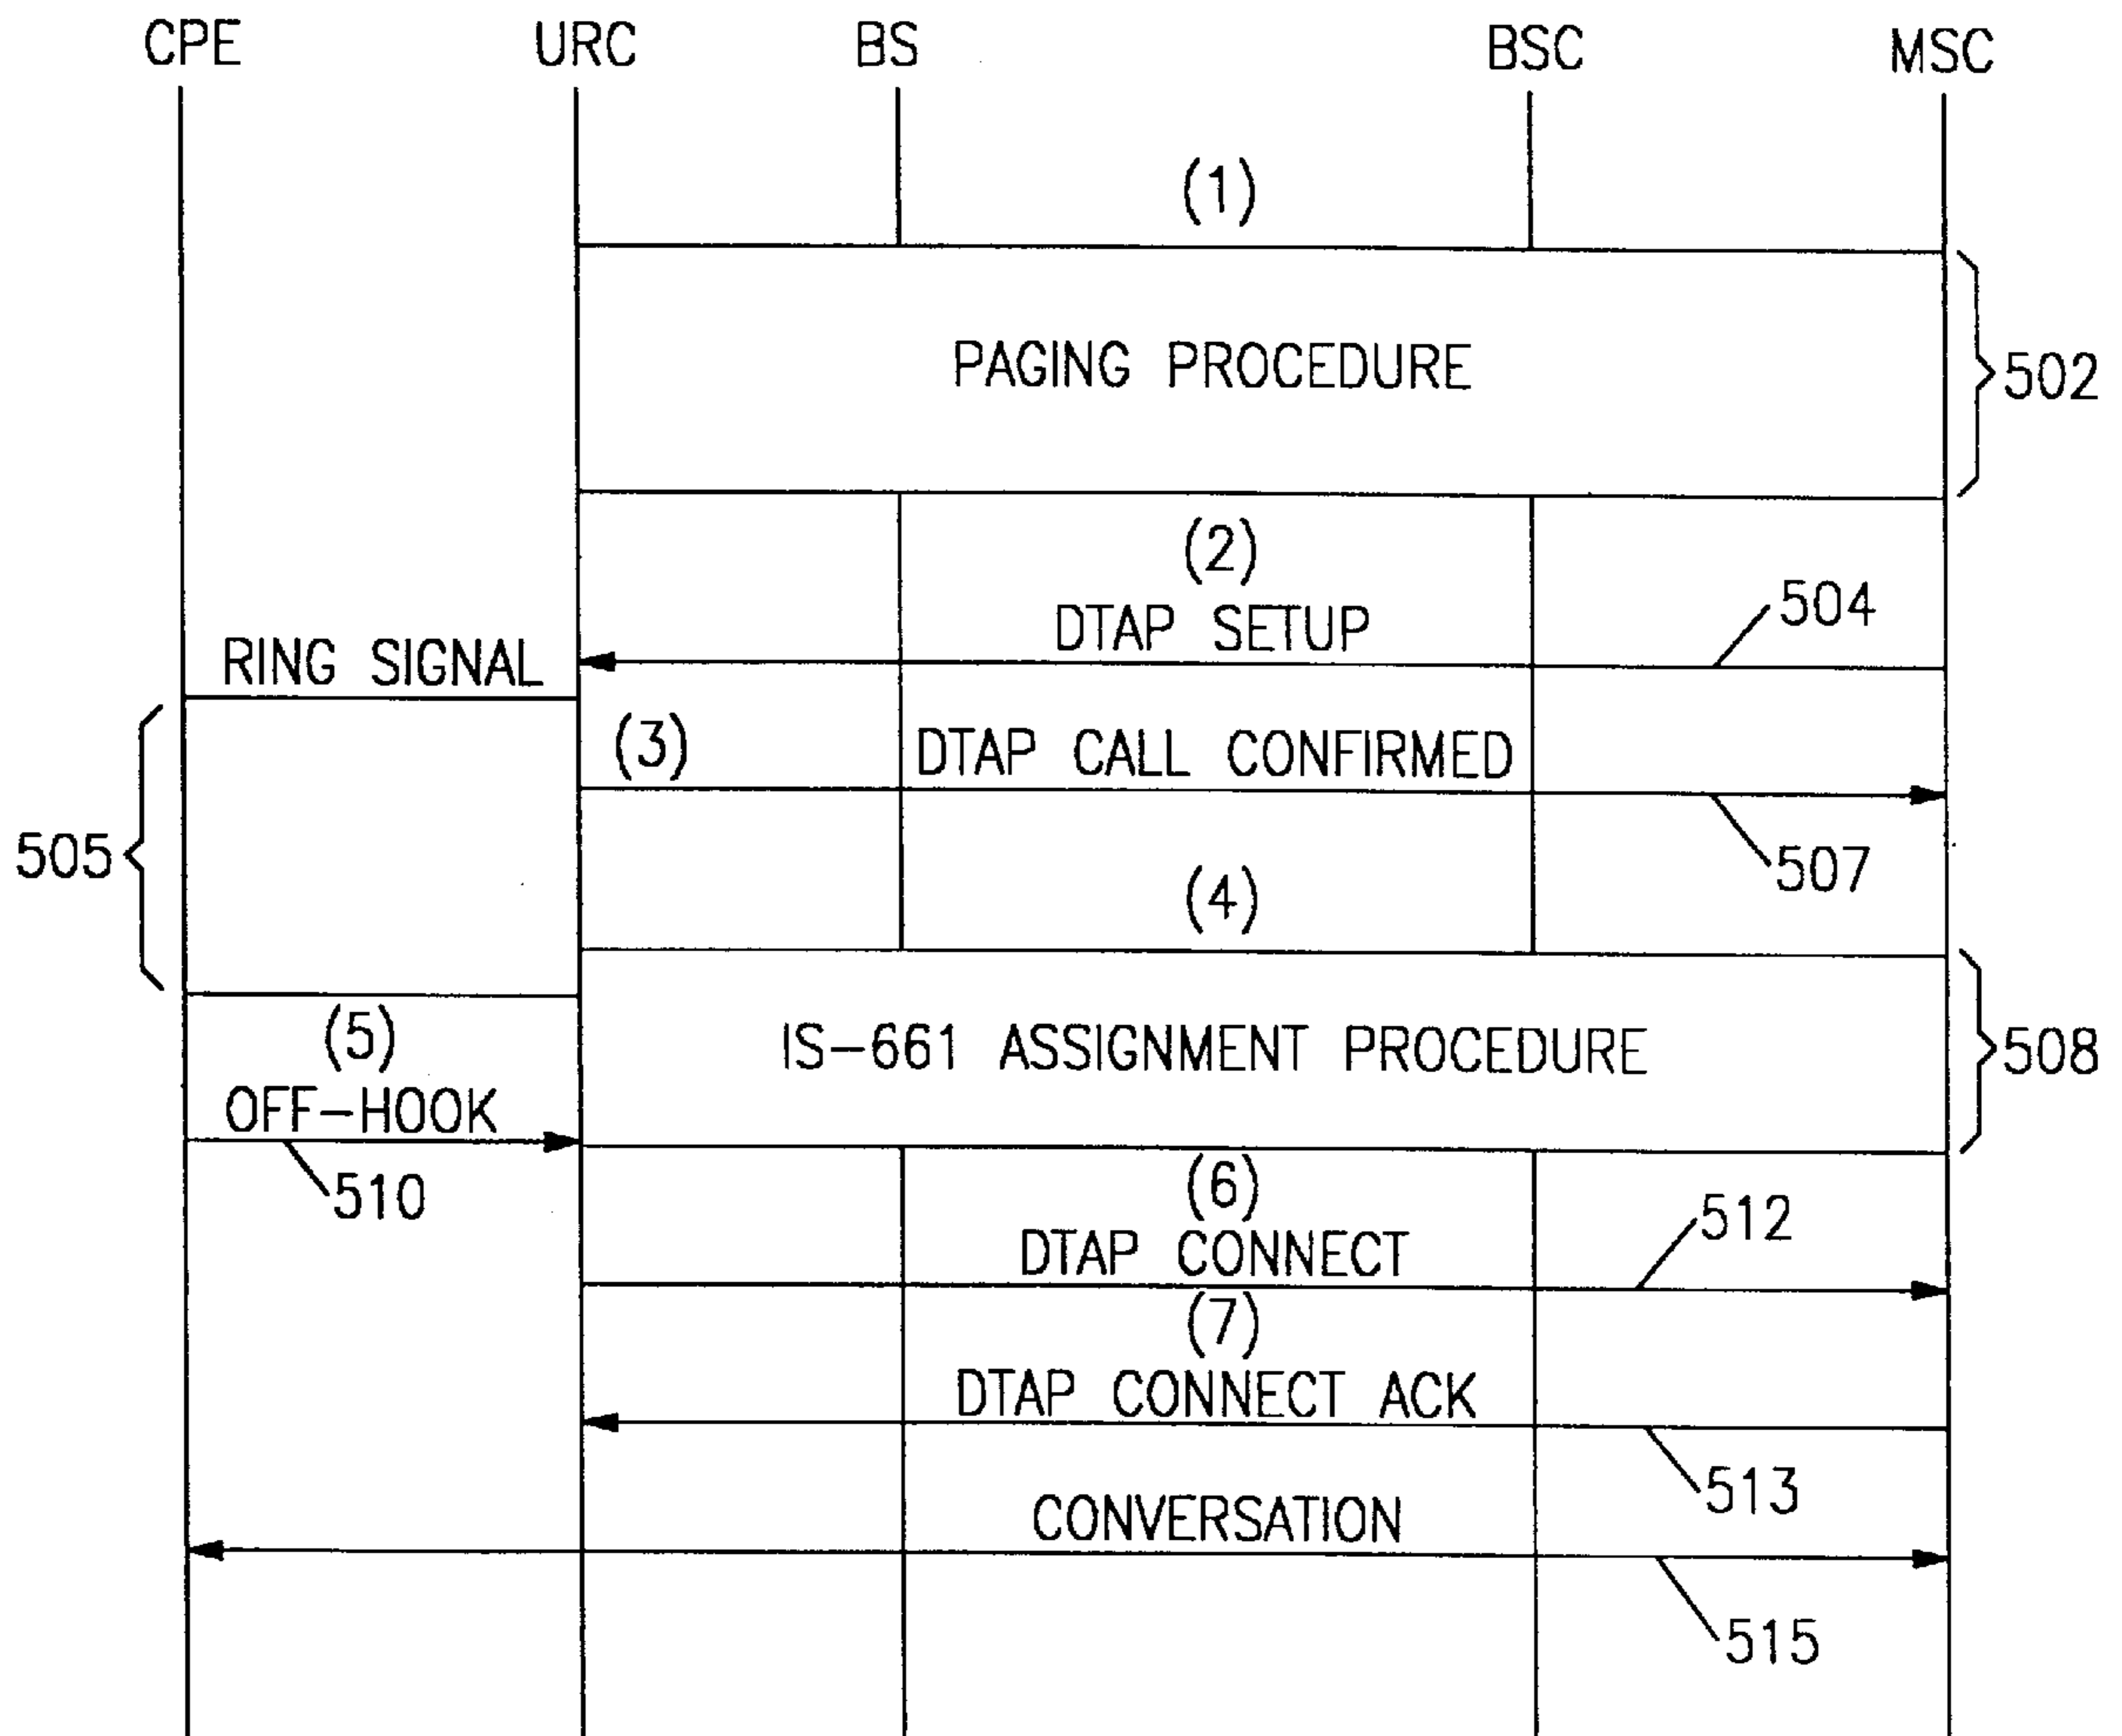 CPE URC BS BSC MSC
(1)
PAGING PROCEDURE
502
(2)
DTAP SETUP
504
RING SIGNAL
(3) DTAP CALL CONFIRMED
505
507
(4)
(5)
IS-661 ASSIGNMENT PROCEDURE
508
OFF-HOOK
510
(6)
512
DTAP CONNECT
(7)
DTAP CONNECT ACK
513
CONVERSATION
515